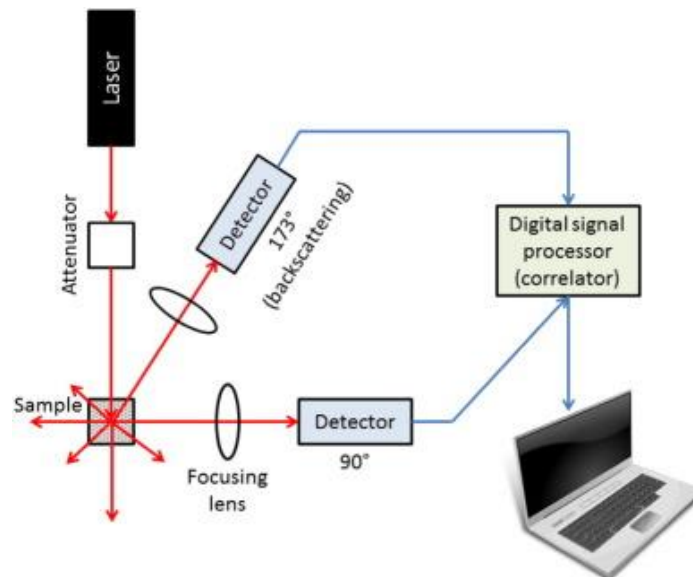 Laser
Attenuator
Detector
173°
(backscattering)
Digital signal
processor
(correlator)
Sample
Detector
90°
Focusing
lens